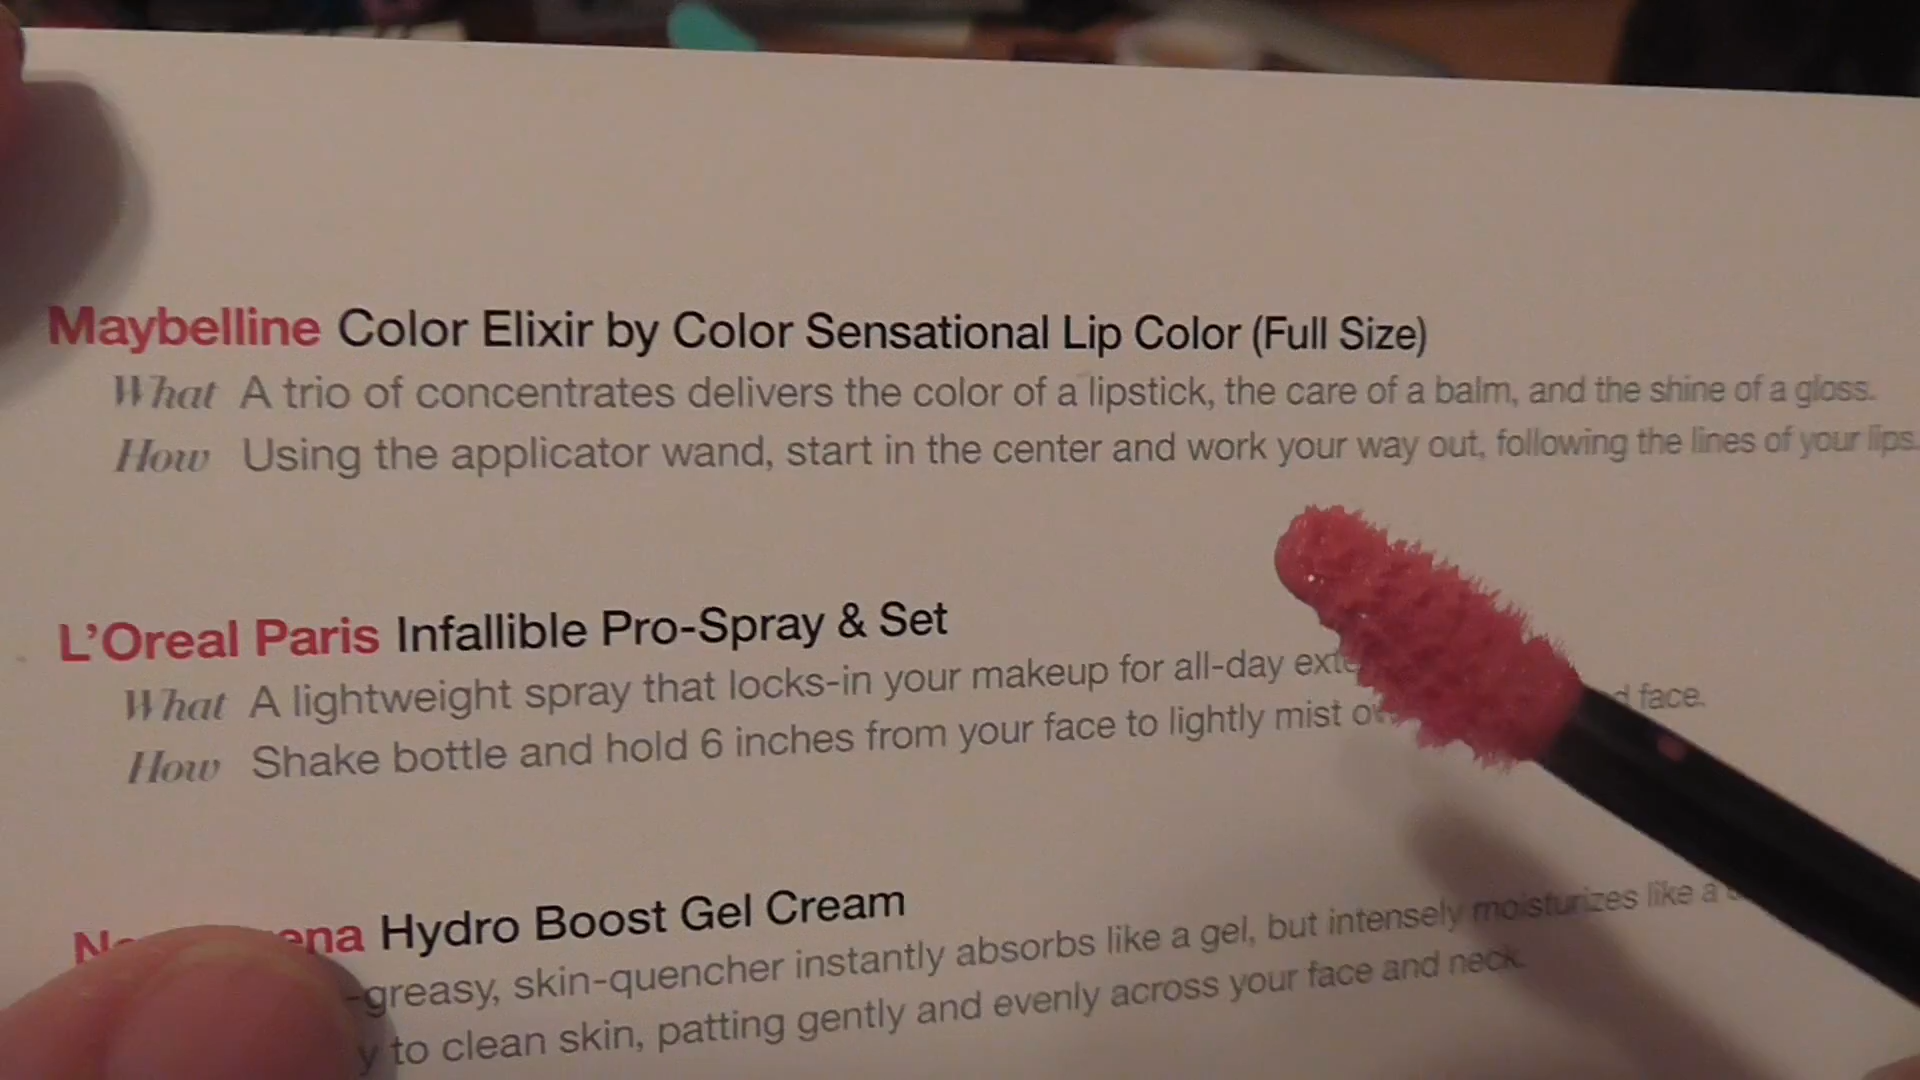 Maybelline Color Elixir by Color Sensational Lip Color (Full Size)
What A trio of concentrates delivers the color of a lipstick, the care of a balm, and the shine of a gloss.
How Using the applicator wand, start in the center and work your way out, following the lines of your lips.
L'Oreal Paris Infallible Pro-Spray & Set
What A lightweight spray that locks-in your makeup for all-day
How Shake bottle and hold 6 inches from your face to lightly mist face.
Hydro Boost Gel Cream
-greasy, skin-quencher instantly absorbs like a gel, but intensely moisturizes like a
to clean skin, patting gently and evenly across your face and neck.